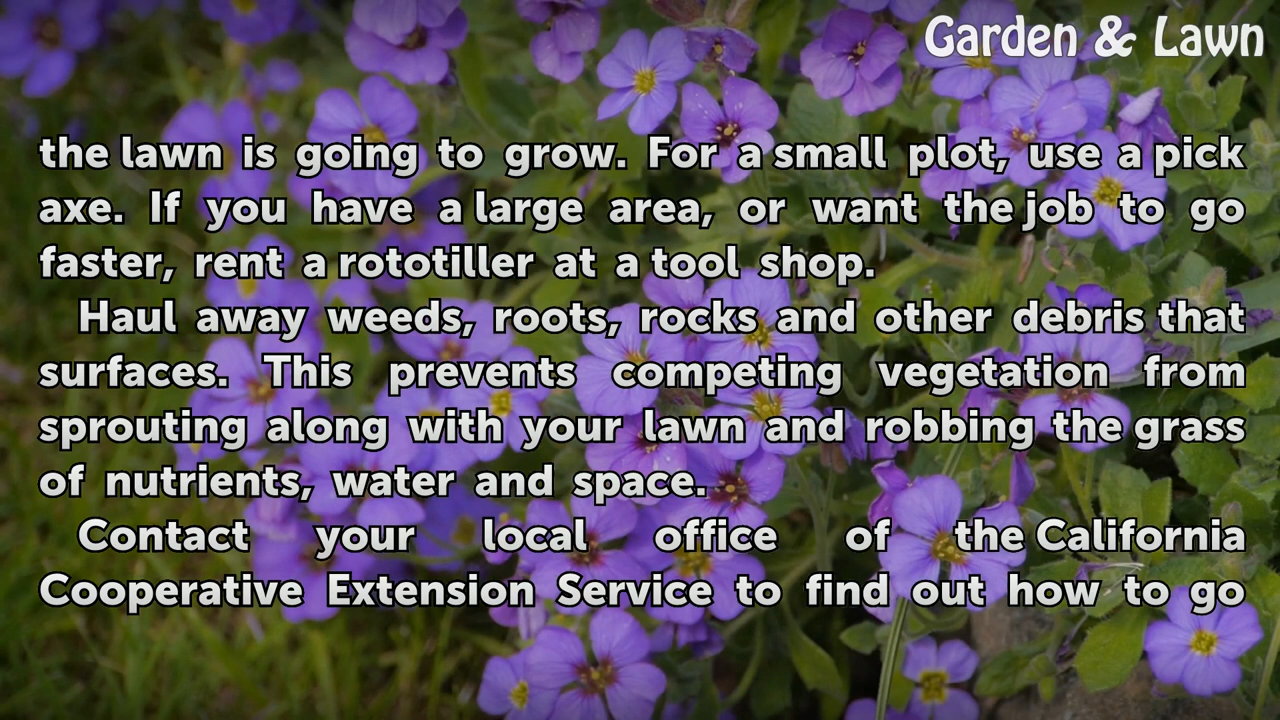 Garden & Lawn
the lawn is going to grow. For a small plot, use a pick
axe. If you have a large area, or want the job to go
faster, rent a rototiller at a tool shop.
Haul away weeds, roots, rocks and other debris that
surfaces. This prevents competing vegetation from
sprouting along with your lawn and robbing the grass
of nutrients, water and space.
Contact your local office of the California
Cooperative Extension Service to find out how to go